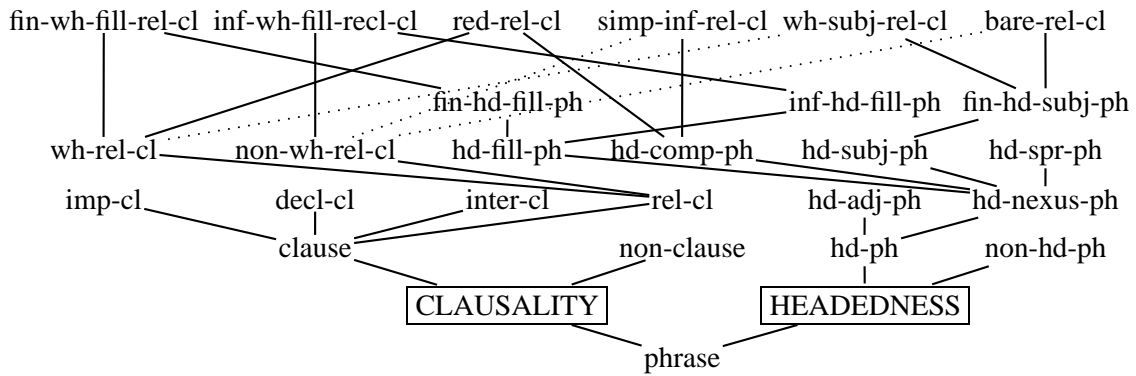 fin-wh-fill-rel-cl inf-wh-fill-recl-cl red-rel-cl simp-inf-rel-cl wh-subj-rel-cl bare-rel-cl
fin-hd-fill-ph inf-hd-fill-ph fin-hd-subj-ph
wh-rel-cl non-wh-rel-cl hd-fill-ph hd-comp-ph hd-subj-ph hd-spr-ph
imp-cl decl-cl inter-cl rel-cl hd-adj-ph hd-nexus-ph
clause non-clause hd-ph non-hd-ph
CLAUSALITY HEADEDNESS
phrase